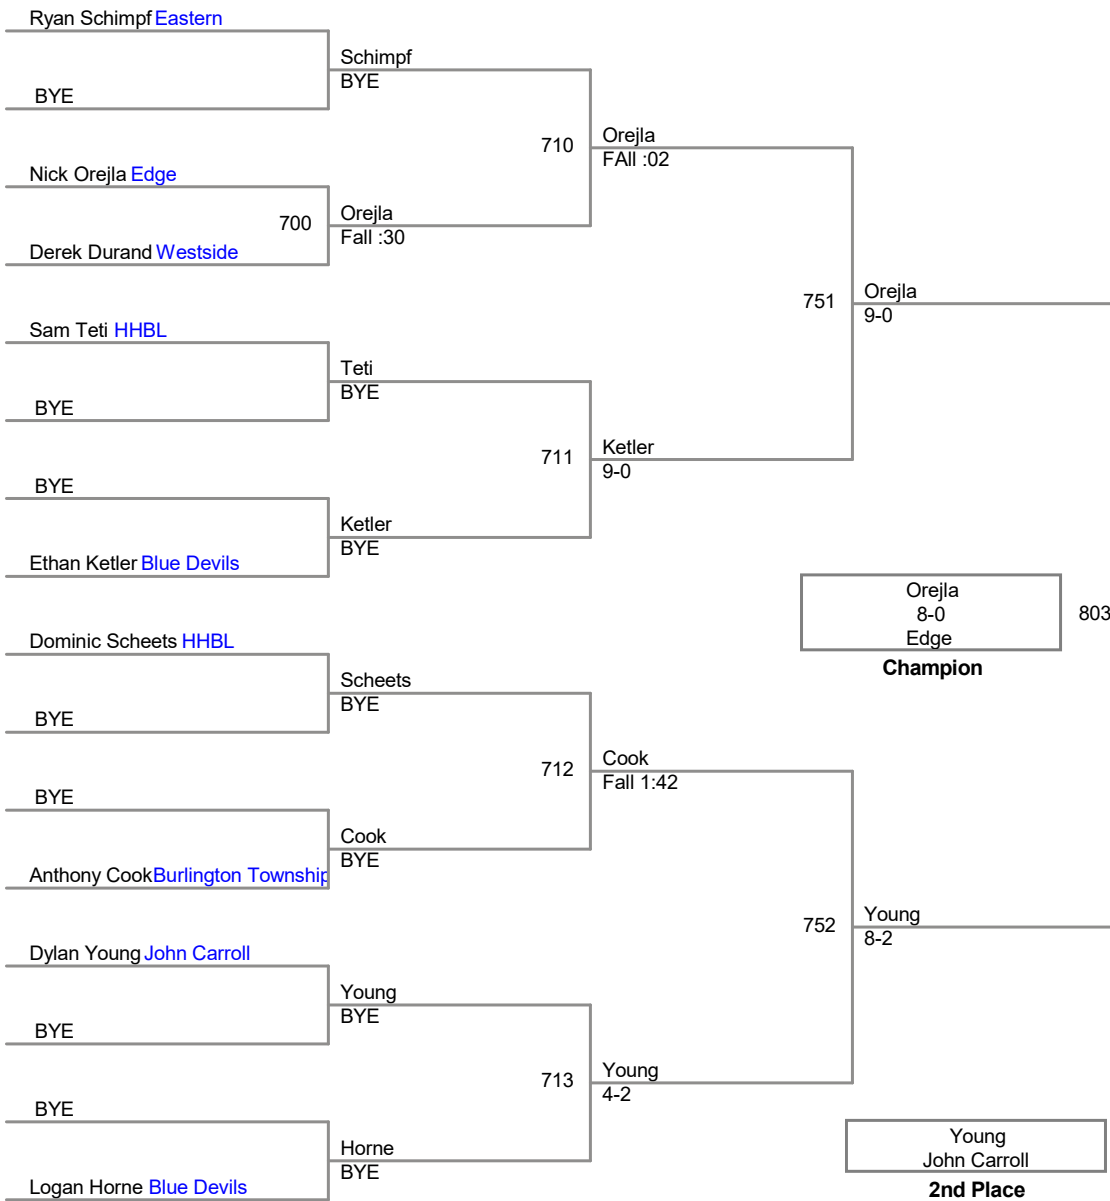 Ryan Schimpf Eastern
Schimpf
BYE
BYE
710
Orejla
FAll :02
Nick Orejla Edge
700
Orejla
Fall :30
Derek Durand Westside
751
Orejla
9-0
Sam Teti HHBL
Teti
BYE
BYE
711
Ketler
9-0
BYE
Ketler
BYE
Ethan Ketler Blue Devils
Orejla
8-0
Edge
803
Champion
Dominic Scheets HHBL
Scheets
BYE
BYE
712
Cook
Fall 1:42
BYE
Cook
BYE
Anthony Cook Burlington Township
752
Young
8-2
Dylan Young John Carroll
Young
BYE
BYE
713
Young
4-2
BYE
Horne
BYE
Logan Horne Blue Devils
Young
John Carroll
2nd Place